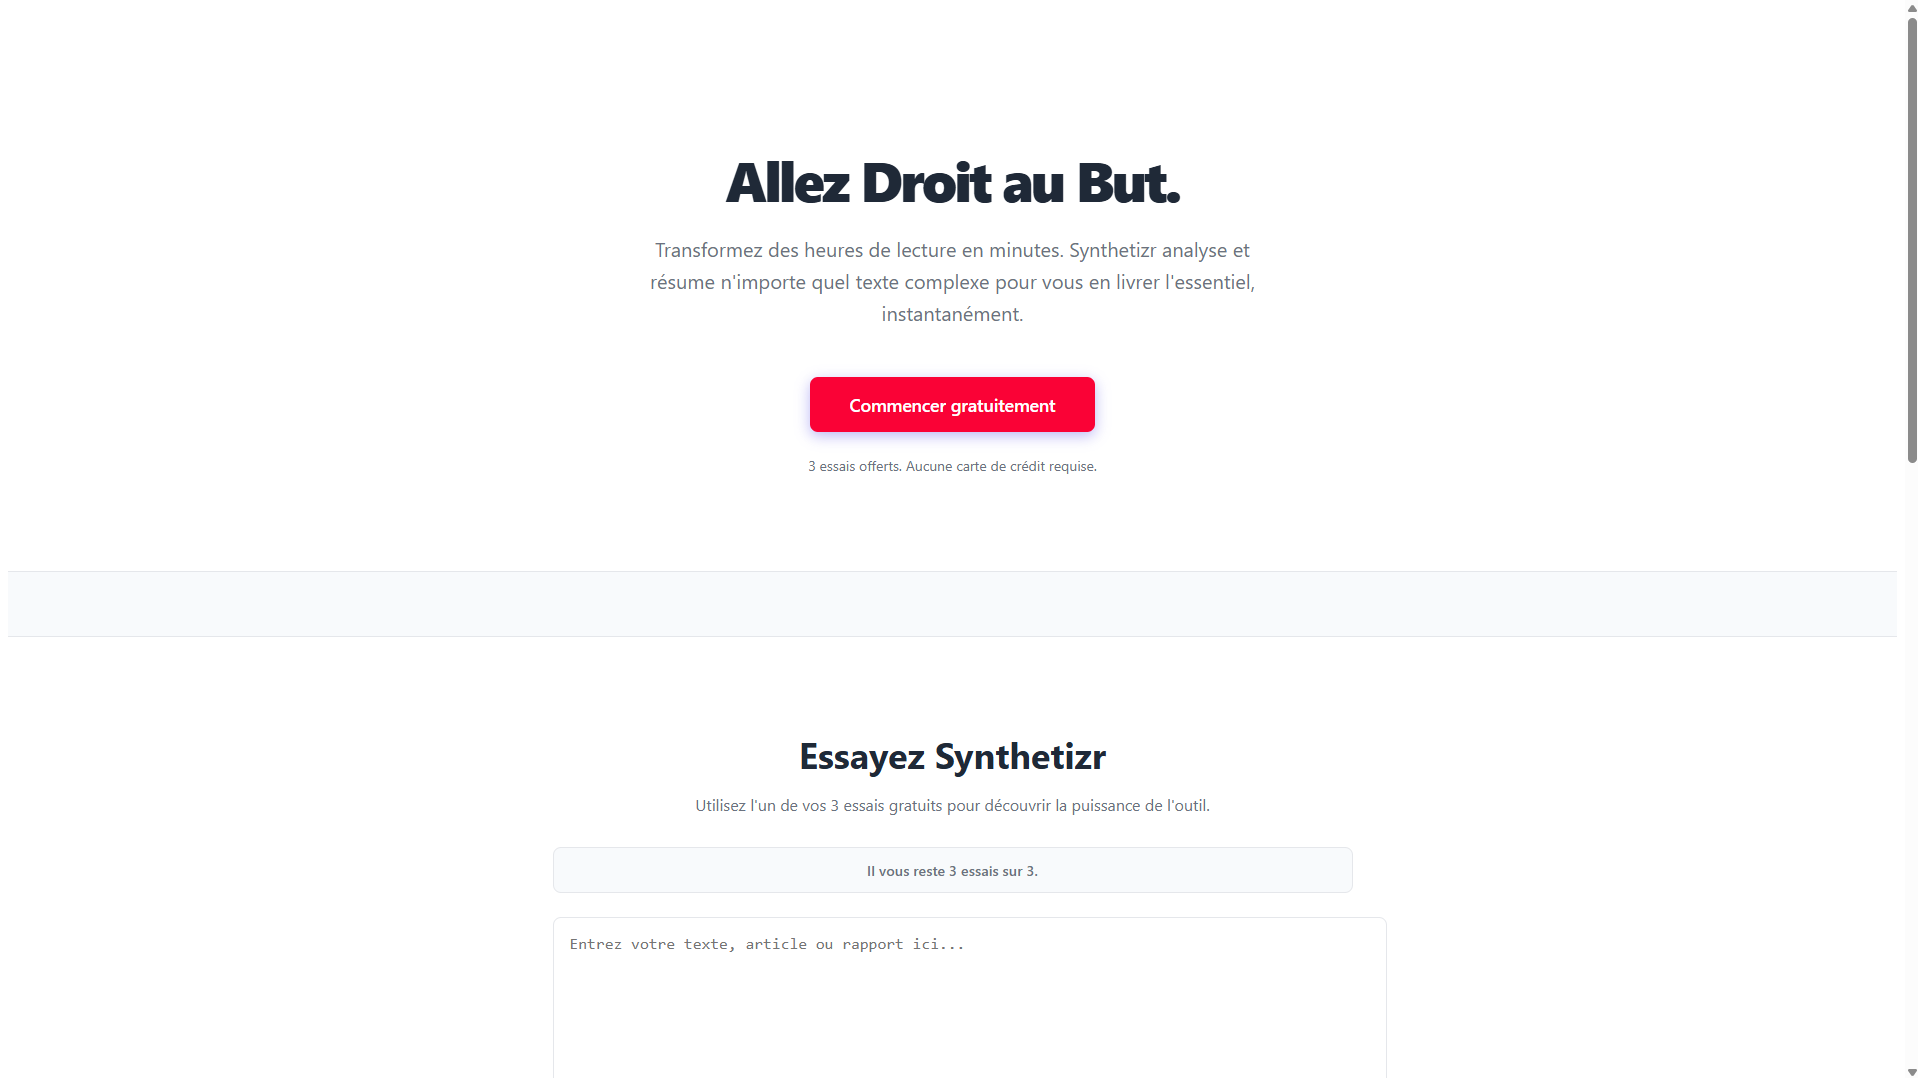 Allez Droit au But.
Transformez des heures de lecture en minutes. Synthetizr analyse et
résume n'importe quel texte complexe pour vous en livrer l'essentiel,
instantanément.
Commencer gratuitement
3 essais offerts. Aucune carte de crédit requise.
Essayez Synthetizr
Utilisez l'un de vos 3 essais gratuits pour découvrir la puissance de l'outil.
Il vous reste 3 essais sur 3.
Entrez votre texte, article ou rapport ici...